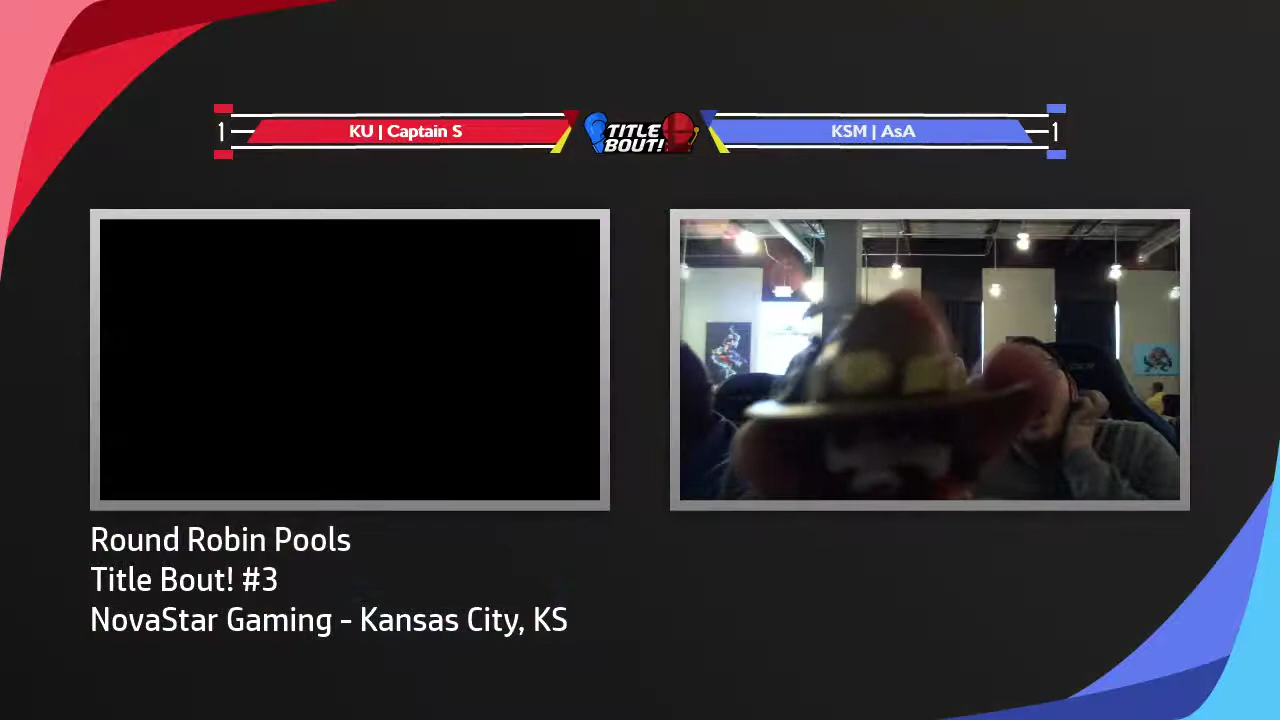 1
KU | Captain S
TITLE
BOUT!
KSM | AsA
1
Round Robin Pools
Title Bout! #3
NovaStar Gaming - Kansas City, KS